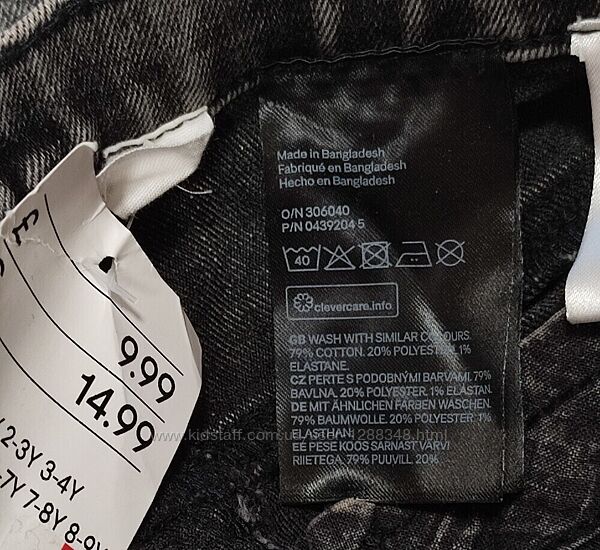 Made in Bangladesh
Fabriqué en Bangladesh
Hecho en Bangladesh
O/N 306040
P/N 0439204 5
40
clevercare.info
GB WASH WITH SIMILAR COLOURS.
79% COTTON. 20% POLYESTER. 1%
ELASTANE.
CZ PERTE S PODOBNÝMI BARVAMI. 79%
BAVLNA. 20% POLYESTER. 1% ELASTAN.
DE MIT ÄHNLICHEN FARBEN WASCHEN.
79% BAUMWOLLE. 20% POLYESTER. 1%
ELASTHAN.
EE PESE KOOS SARNAST VÄRVI
RIIETEGA. 79% PUUVILL. 20%
£
9.99
14.99
2-3Y 3-4Y
-7Y 7-8Y 8-9Y